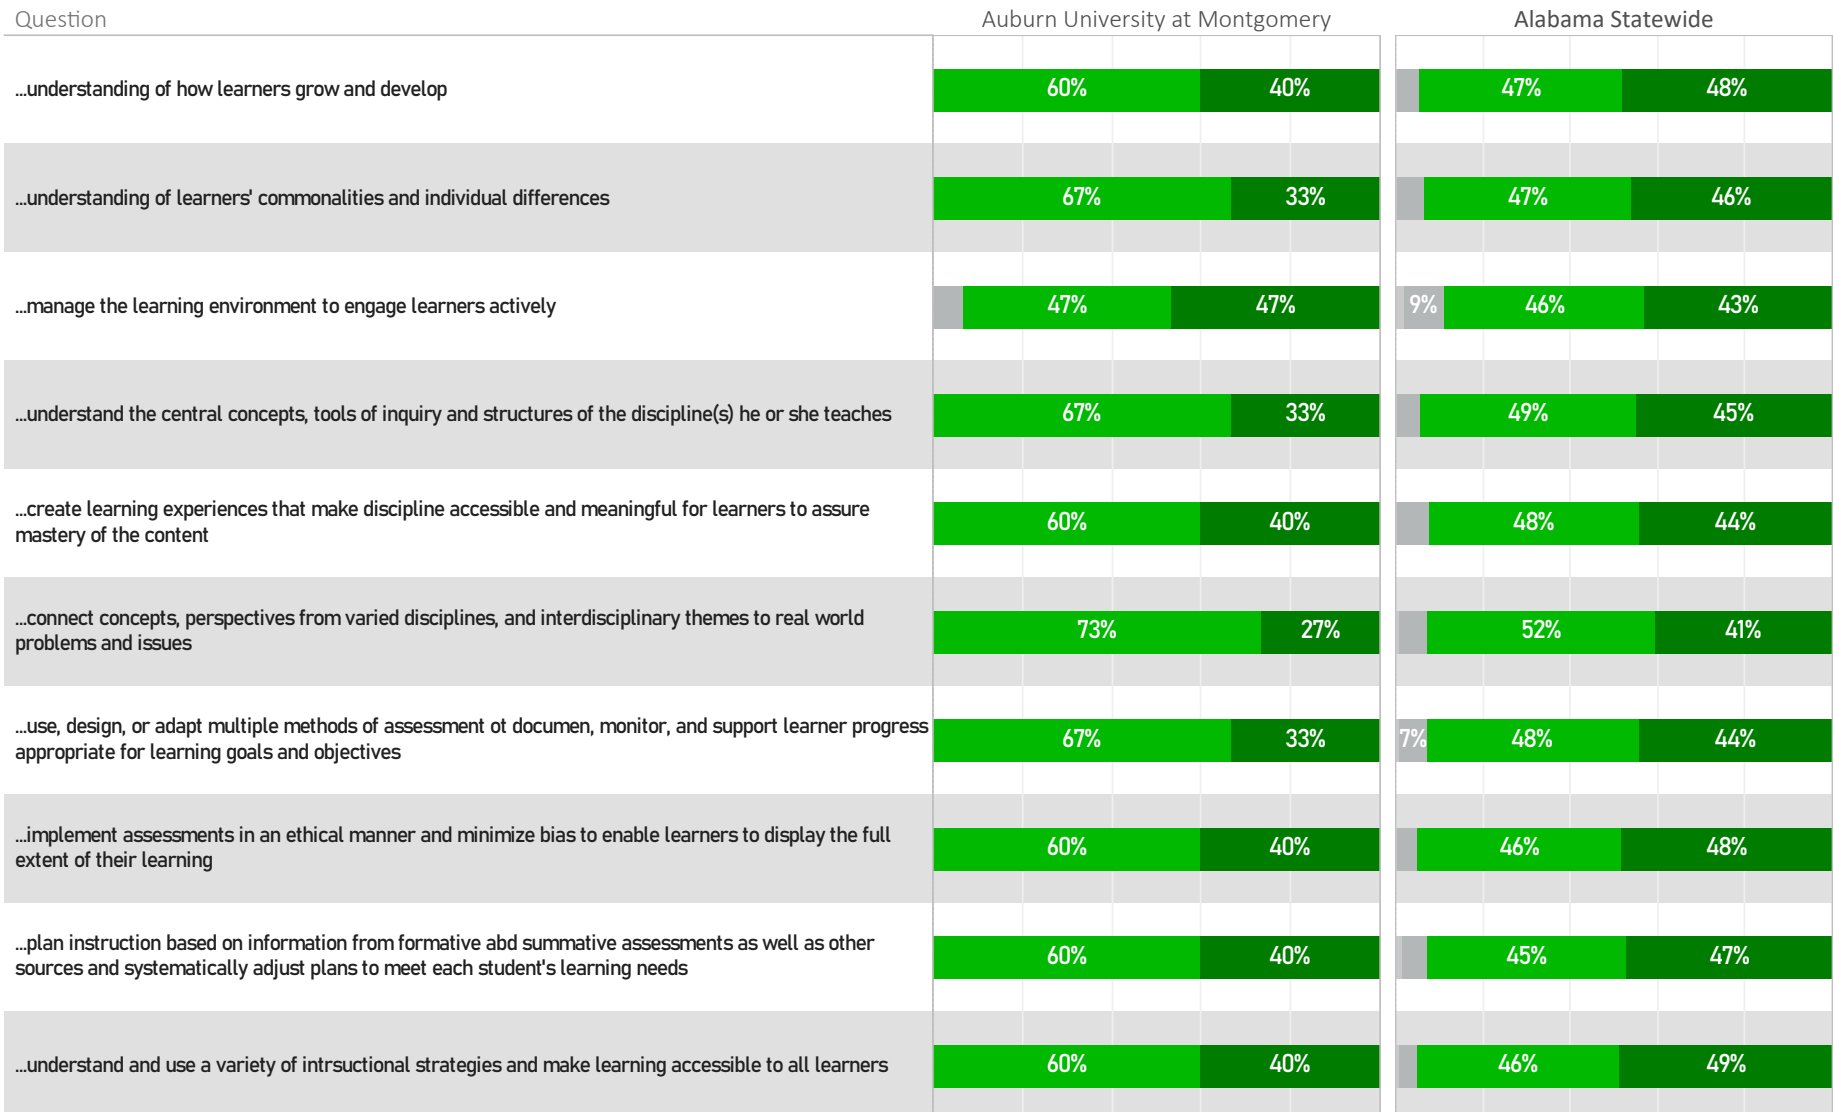 Question Auburn University at Montgomery Alabama Statewide
...understanding of how learners grow and develop 60% 40% 47% 48%
...understanding of learners' commonalities and individual differences 67% 33% 47% 46%
...manage the learning environment to engage learners actively 47% 47% 9% 46% 43%
...understand the central concepts, tools of inquiry and structures of the discipline(s) he or she teaches 67% 33% 49% 45%
...create learning experiences that make discipline accessible and meaningful for learners to assure
mastery of the content
60% 40% 48% 44%
...connect concepts, perspectives from varied disciplines, and interdisciplinary themes to real world
problems and issues
73% 27% 52% 41%
...use, design, or adapt multiple methods of assessment ot documen, monitor, and support learner progress
appropriate for learning goals and objectives
67% 33% 7% 48% 44%
...implement assessments in an ethical manner and minimize bias to enable learners to display the full
extent of their learning
60% 40% 46% 48%
...plan instruction based on information from formative abd summative assessments as well as other
sources and systematically adjust plans to meet each student's learning needs
60% 40% 45% 47%
...understand and use a variety of intrsuctional strategies and make learning accessible to all learners 60% 40% 46% 49%